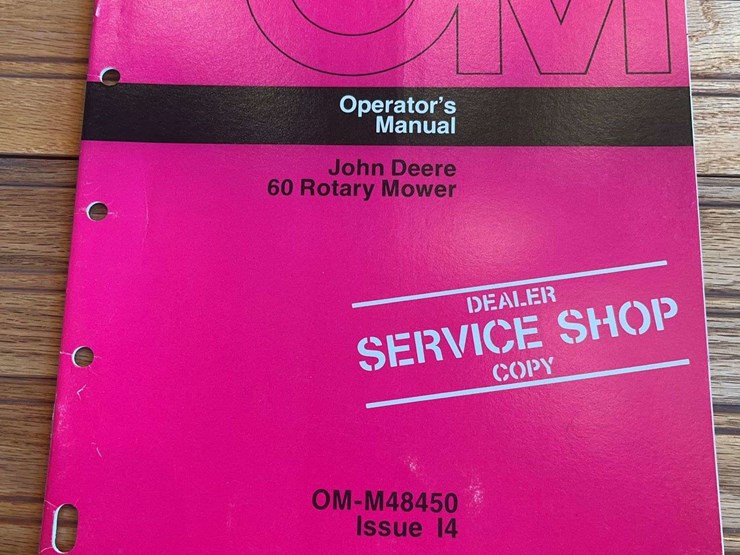 OM
Operator's
Manual
John Deere
60 Rotary Mower
DEALER
SERVICE SHOP
COPY
OM-M48450
Issue I4